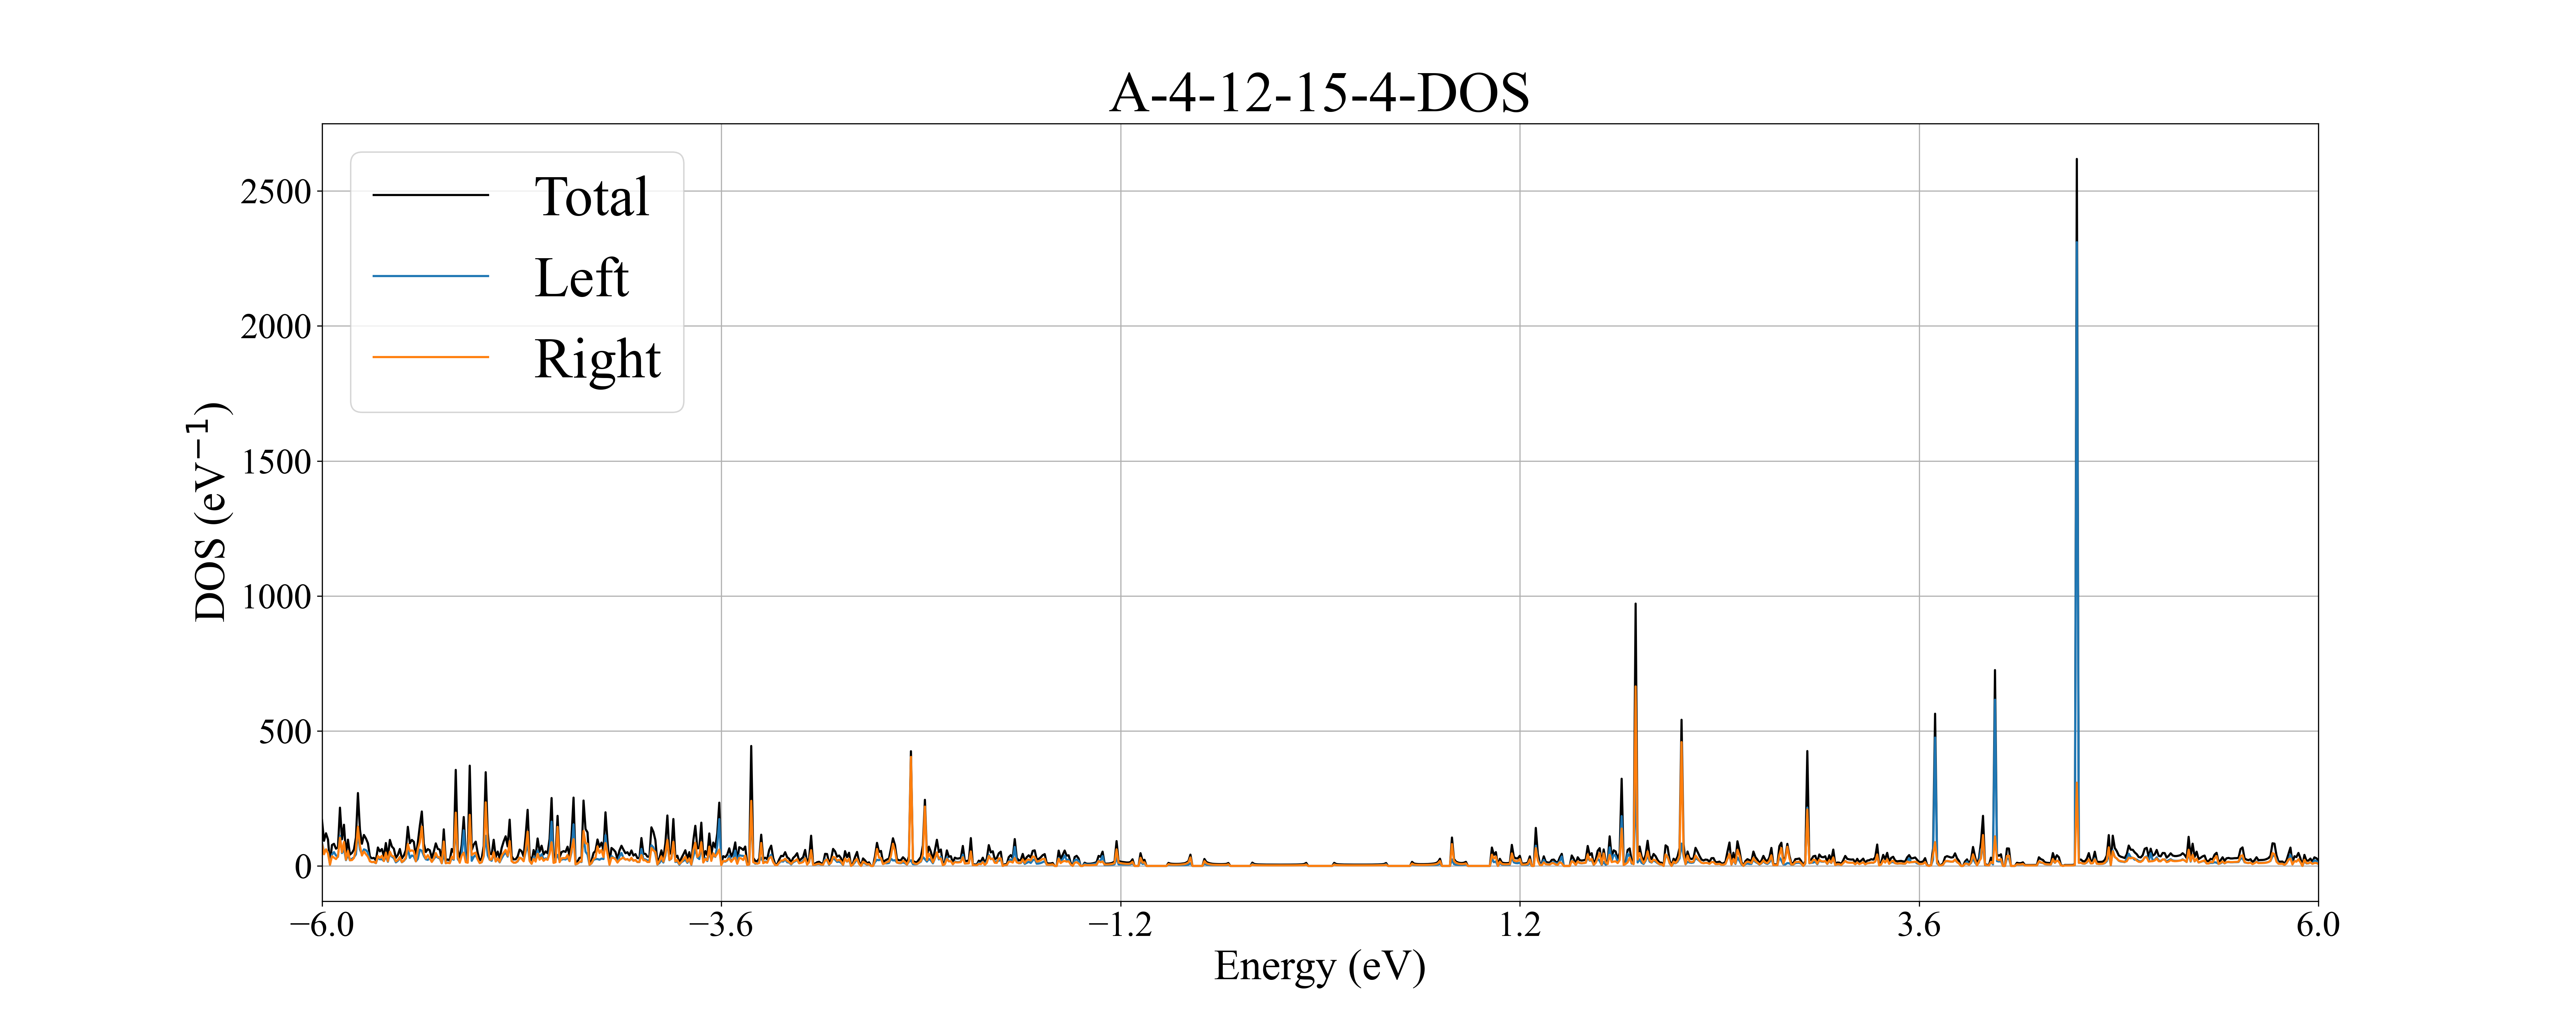 A-4-12-15-4-DOS
Total
Left
Right
DOS (eV⁻¹)
2500
2000
1500
1000
500
0
−6.0 −3.6 −1.2 1.2 3.6 6.0
Energy (eV)